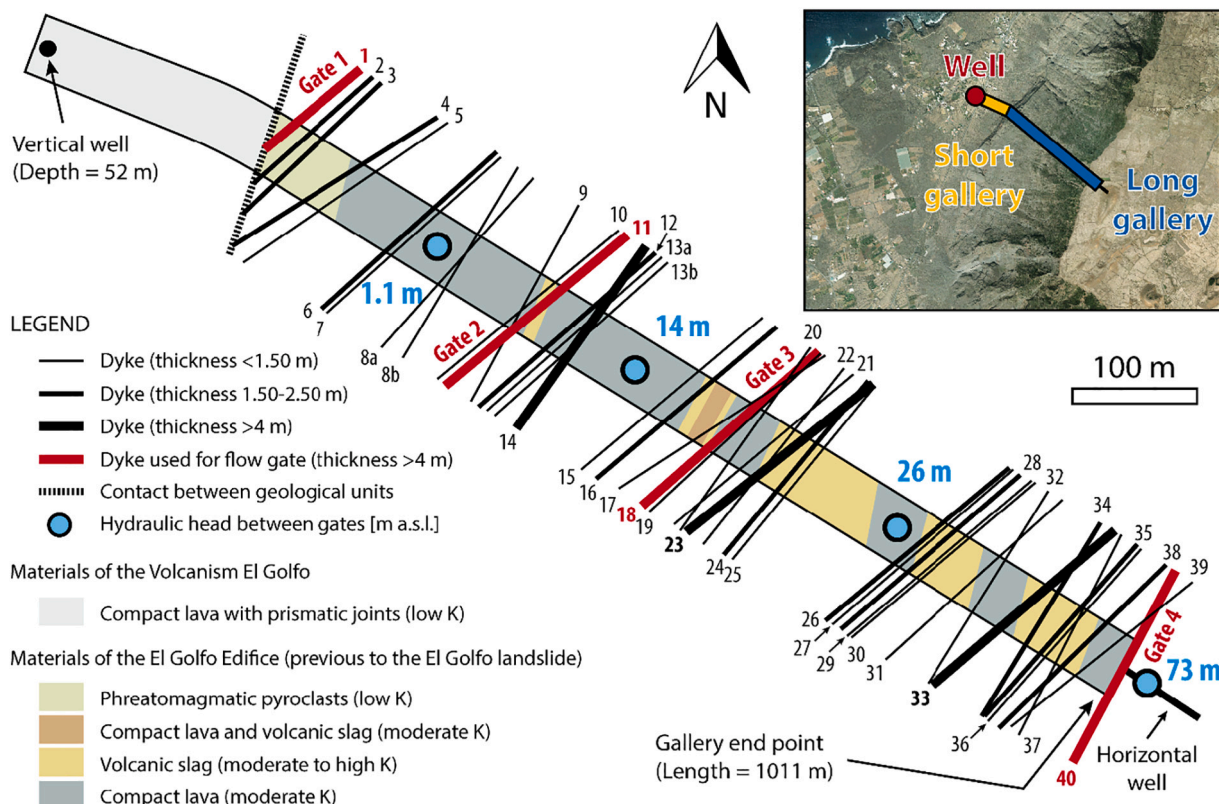 Gate 1
1
2
3
4
5
Vertical well
(Depth = 52 m)
N
Well
Short
gallery
Long
gallery
6
7
1.1 m
8a
8b
9
10
11
12
13a
13b
Gate 2
14
14 m
15
16
17
18
19
Gate 3
20
22
21
23
24
25
26 m
100 m
26
27
28
29
30
31
32
33
34
35
36
37
38
39
Gate 4
40
73 m
Horizontal
well
Gallery end point
(Length = 1011 m)
LEGEND
Dyke (thickness <1.50 m)
Dyke (thickness 1.50-2.50 m)
Dyke (thickness >4 m)
Dyke used for flow gate (thickness >4 m)
Contact between geological units
Hydraulic head between gates [m a.s.l.]
Materials of the Volcanism El Golfo
Compact lava with prismatic joints (low K)
Materials of the El Golfo Edifice (previous to the El Golfo landslide)
Phreatomagmatic pyroclasts (low K)
Compact lava and volcanic slag (moderate K)
Volcanic slag (moderate to high K)
Compact lava (moderate K)